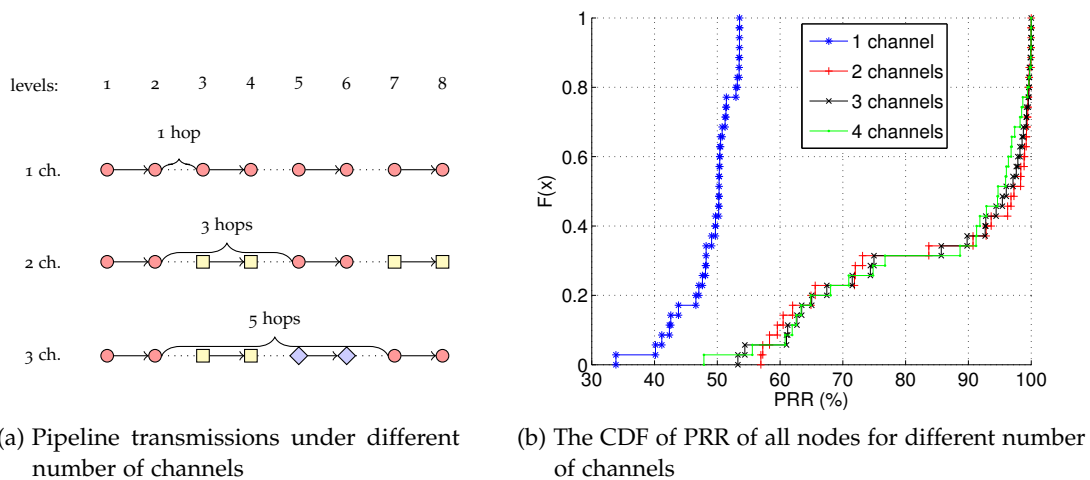 levels: 1 2 3 4 5 6 7 8
1 hop
1 ch.
3 hops
2 ch.
5 hops
3 ch.
(a) Pipeline transmissions under different
number of channels
1 channel
2 channels
3 channels
4 channels
F(x)
1
0.8
0.6
0.4
0.2
0
30 40 50 60 70 80 90 100
PRR (%)
(b) The CDF of PRR of all nodes for different number
of channels